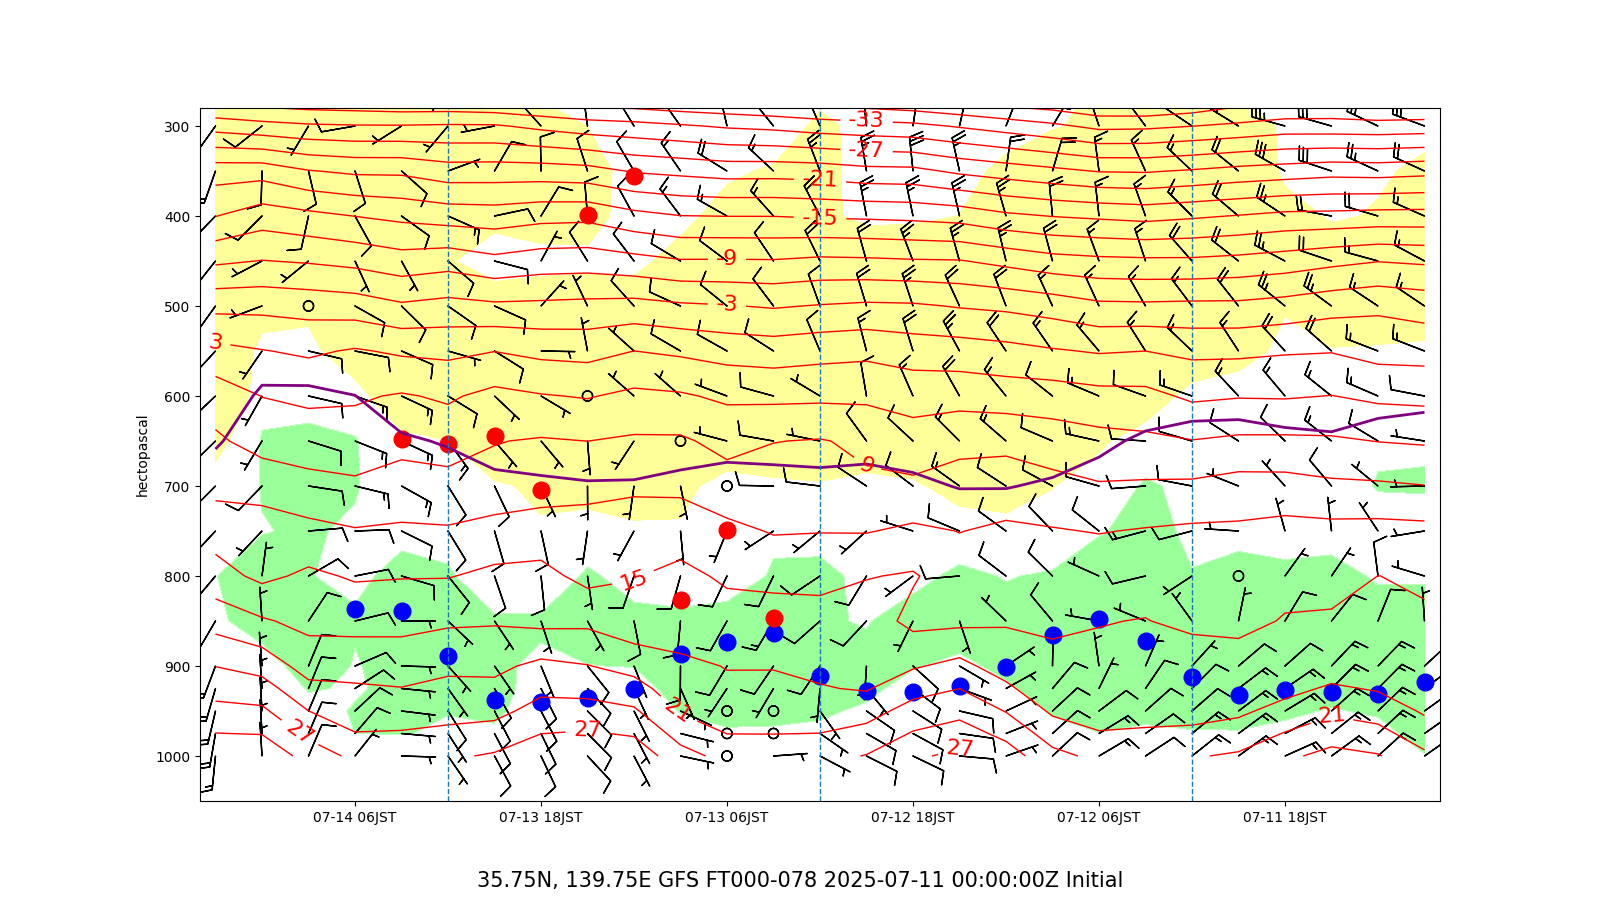 300
400
500
600
700
800
900
1000
hectopascal
-33
-27
-21
-15
-9
-3
3
9
15
21
27
27
27
21
07-14 06JST
07-13 18JST
07-13 06JST
07-12 18JST
07-12 06JST
07-11 18JST
35.75N, 139.75E GFS FT000-078 2025-07-11 00:00:00Z Initial